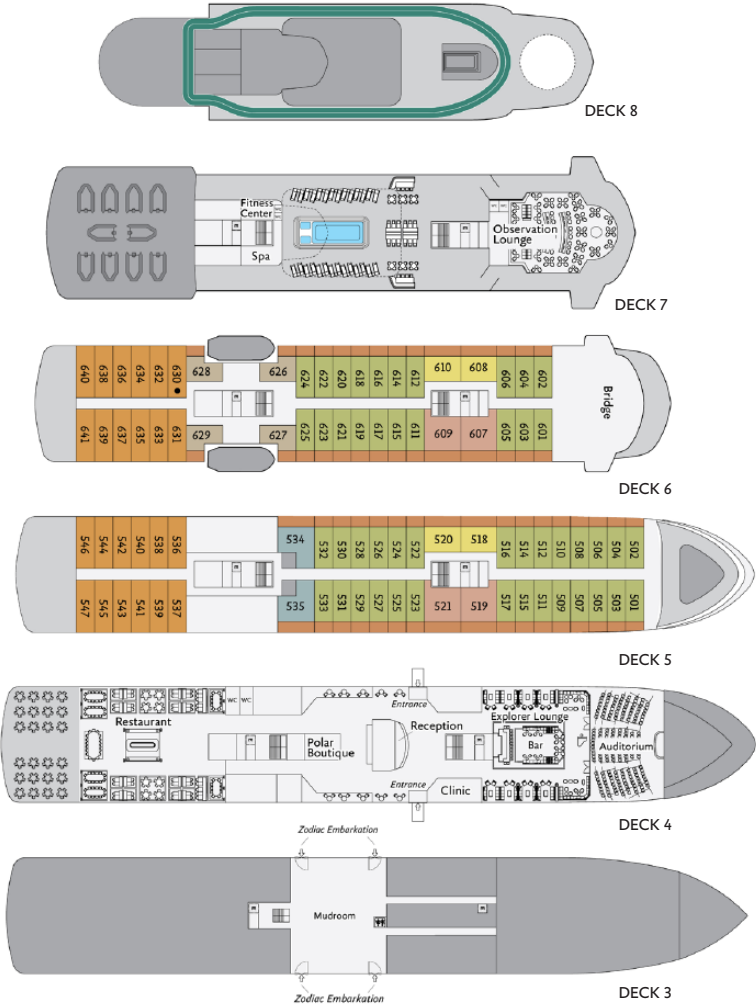 DECK 8
Fitness
Center
Spa
Observation
Lounge
DECK 7
640 638 636 634 632 630 628 626 624 622 620 618 616 614 612 610 608 606 604 602
Bridge
641 639 637 635 633 631 629 627 625 623 621 619 617 615 611 609 607 605 603 601
DECK 6
546 544 542 540 538 536 534 532 530 528 526 524 522 520 518 516 514 512 510 508 506 504 502
547 545 543 541 539 537 535 533 531 529 527 525 523 521 519 517 515 511 509 507 505 503 501
DECK 5
WC WC
Entrance
Restaurant
Reception
Explorer Lounge
Polar
Boutique
Bar
Auditorium
Entrance
Clinic
DECK 4
Zodiac Embarkation
Mudroom
Zodiac Embarkation
DECK 3